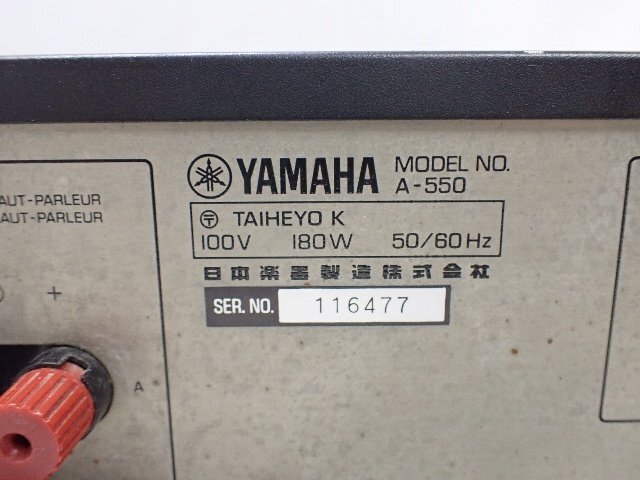 YAMAHA MODEL NO.
A-550
〒 TAIHEYO K
100V 180W 50/60Hz
日本楽器製造株式会社
SER. NO. 116477
AUT-PARLEUR
AUT-PARLEUR
+
A